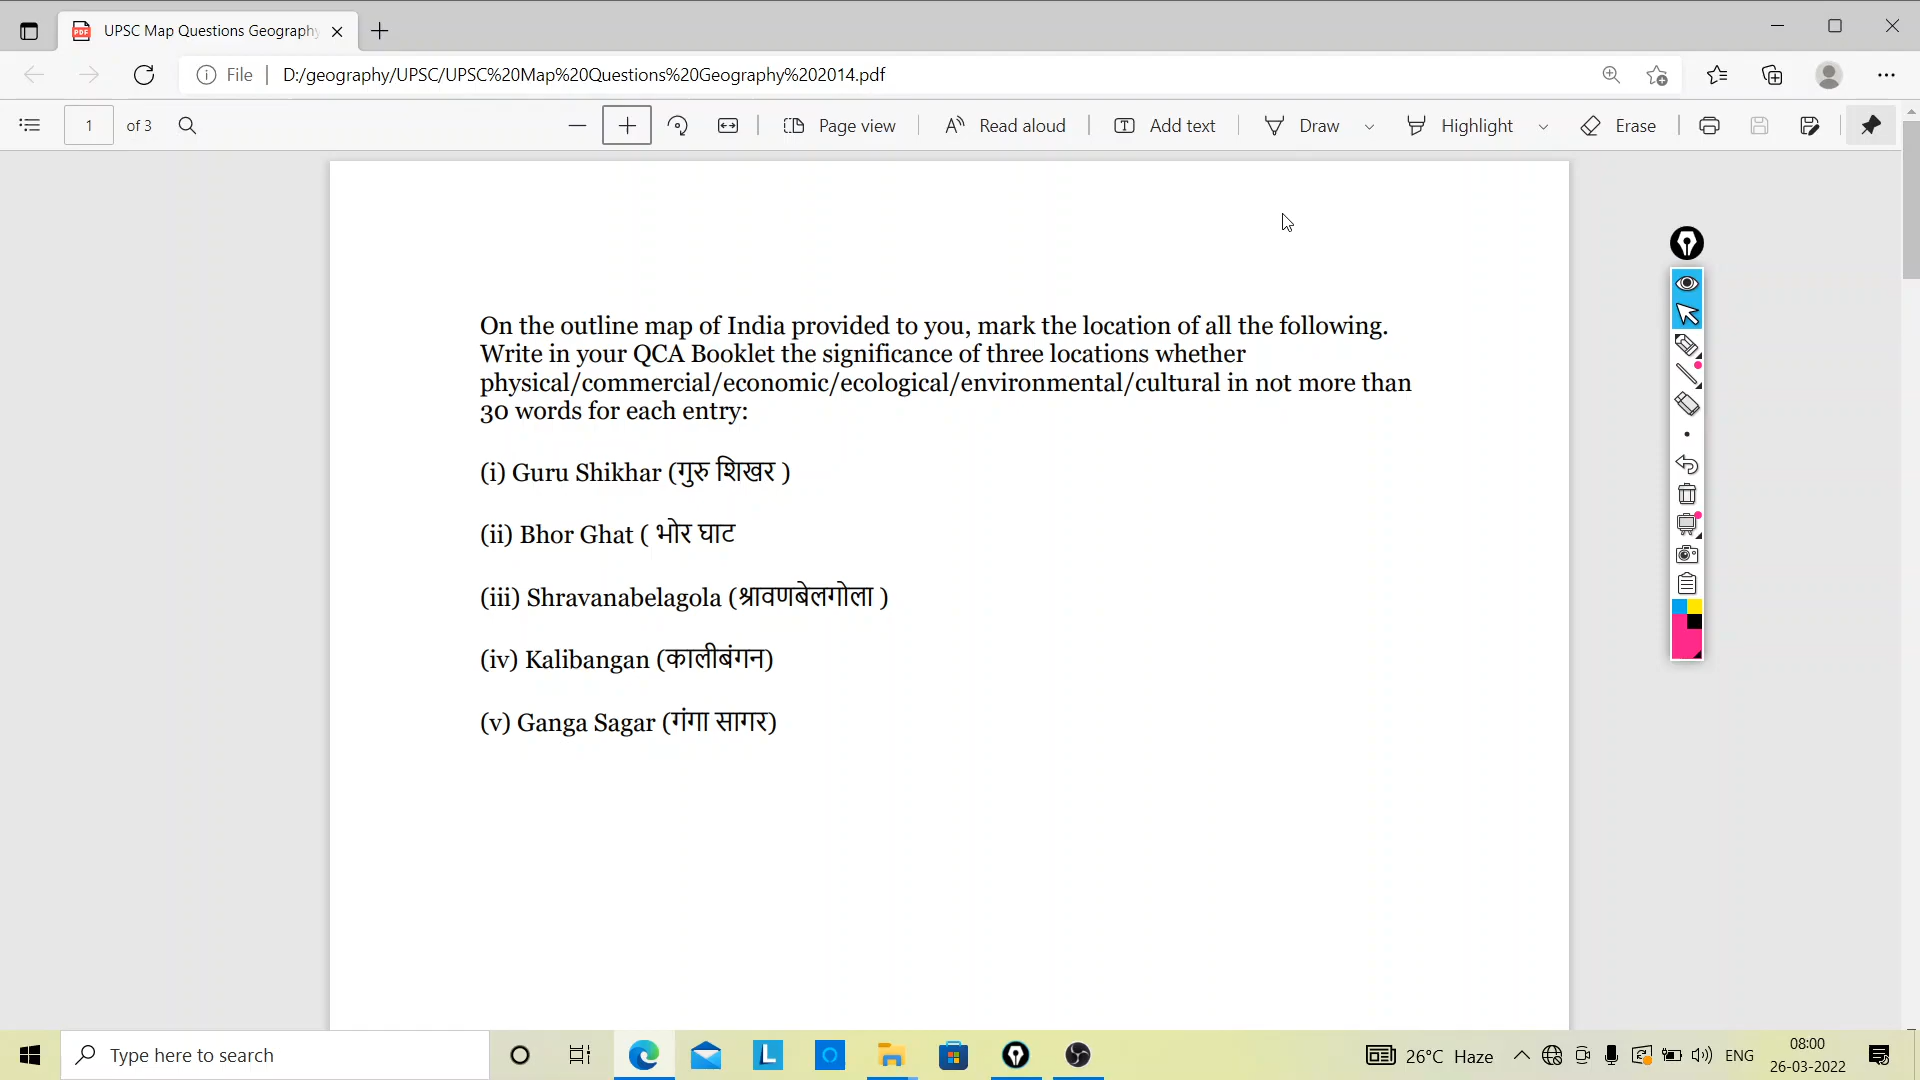 UPSC Map Questions Geography
File
D:/geography/UPSC/UPSC%20Map%20Questions%20Geography%202014.pdf
1 of 3
Page view
Read aloud
Add text
Draw
Highlight
Erase
On the outline map of India provided to you, mark the location of all the following.
Write in your QCA Booklet the significance of three locations whether
physical/commercial/economic/ecological/environmental/cultural in not more than
30 words for each entry:
(i) Guru Shikhar (गुरु शिखर )
(ii) Bhor Ghat ( भोर घाट
(iii) Shravanabelagola (श्रावणबेलगोला )
(iv) Kalibangan (कालीबंगन)
(v) Ganga Sagar (गंगा सागर)
Type here to search
L
26°C Haze
ENG
08:00
26-03-2022